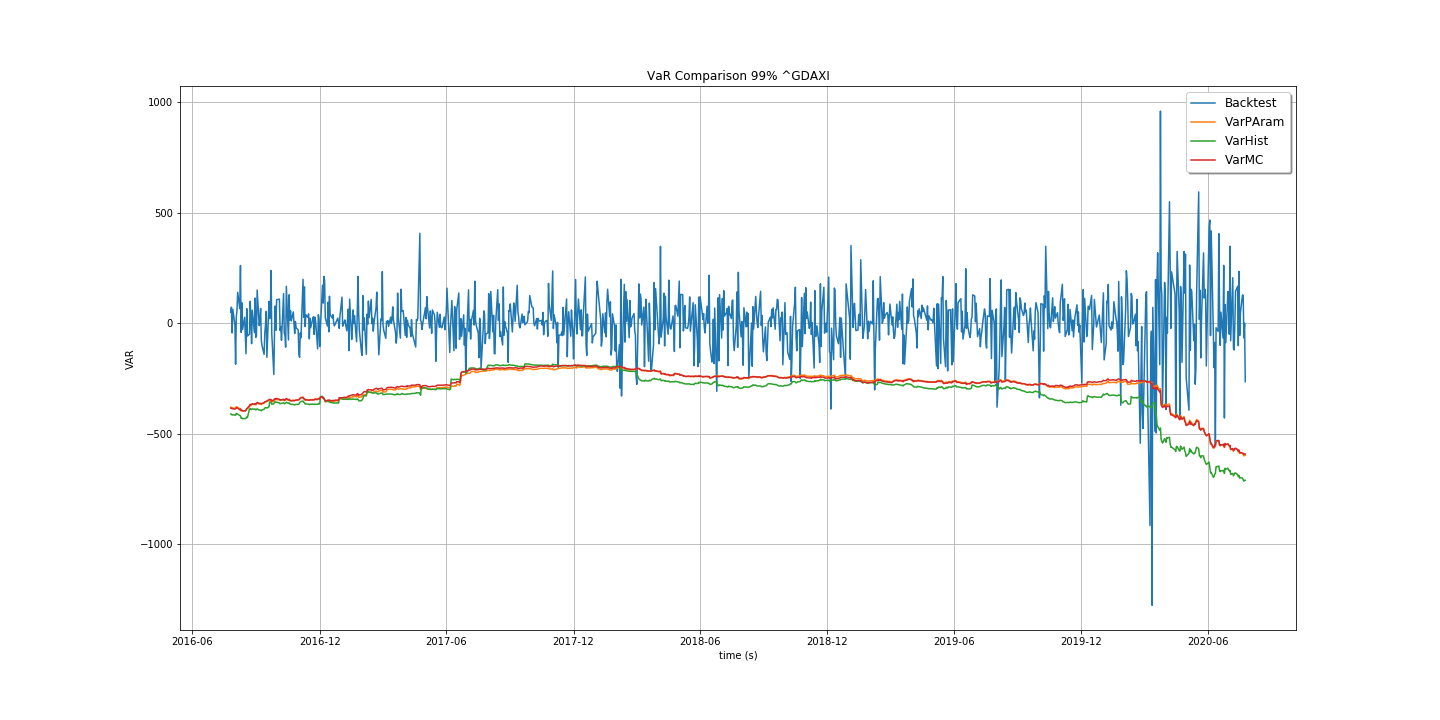 VaR Comparison 99% ^GDAXI
Backtest
VarPAram
VarHist
VarMC
1000
500
0
−500
−1000
VAR
2016-06 2016-12 2017-06 2017-12 2018-06 2018-12 2019-06 2019-12 2020-06
time (s)